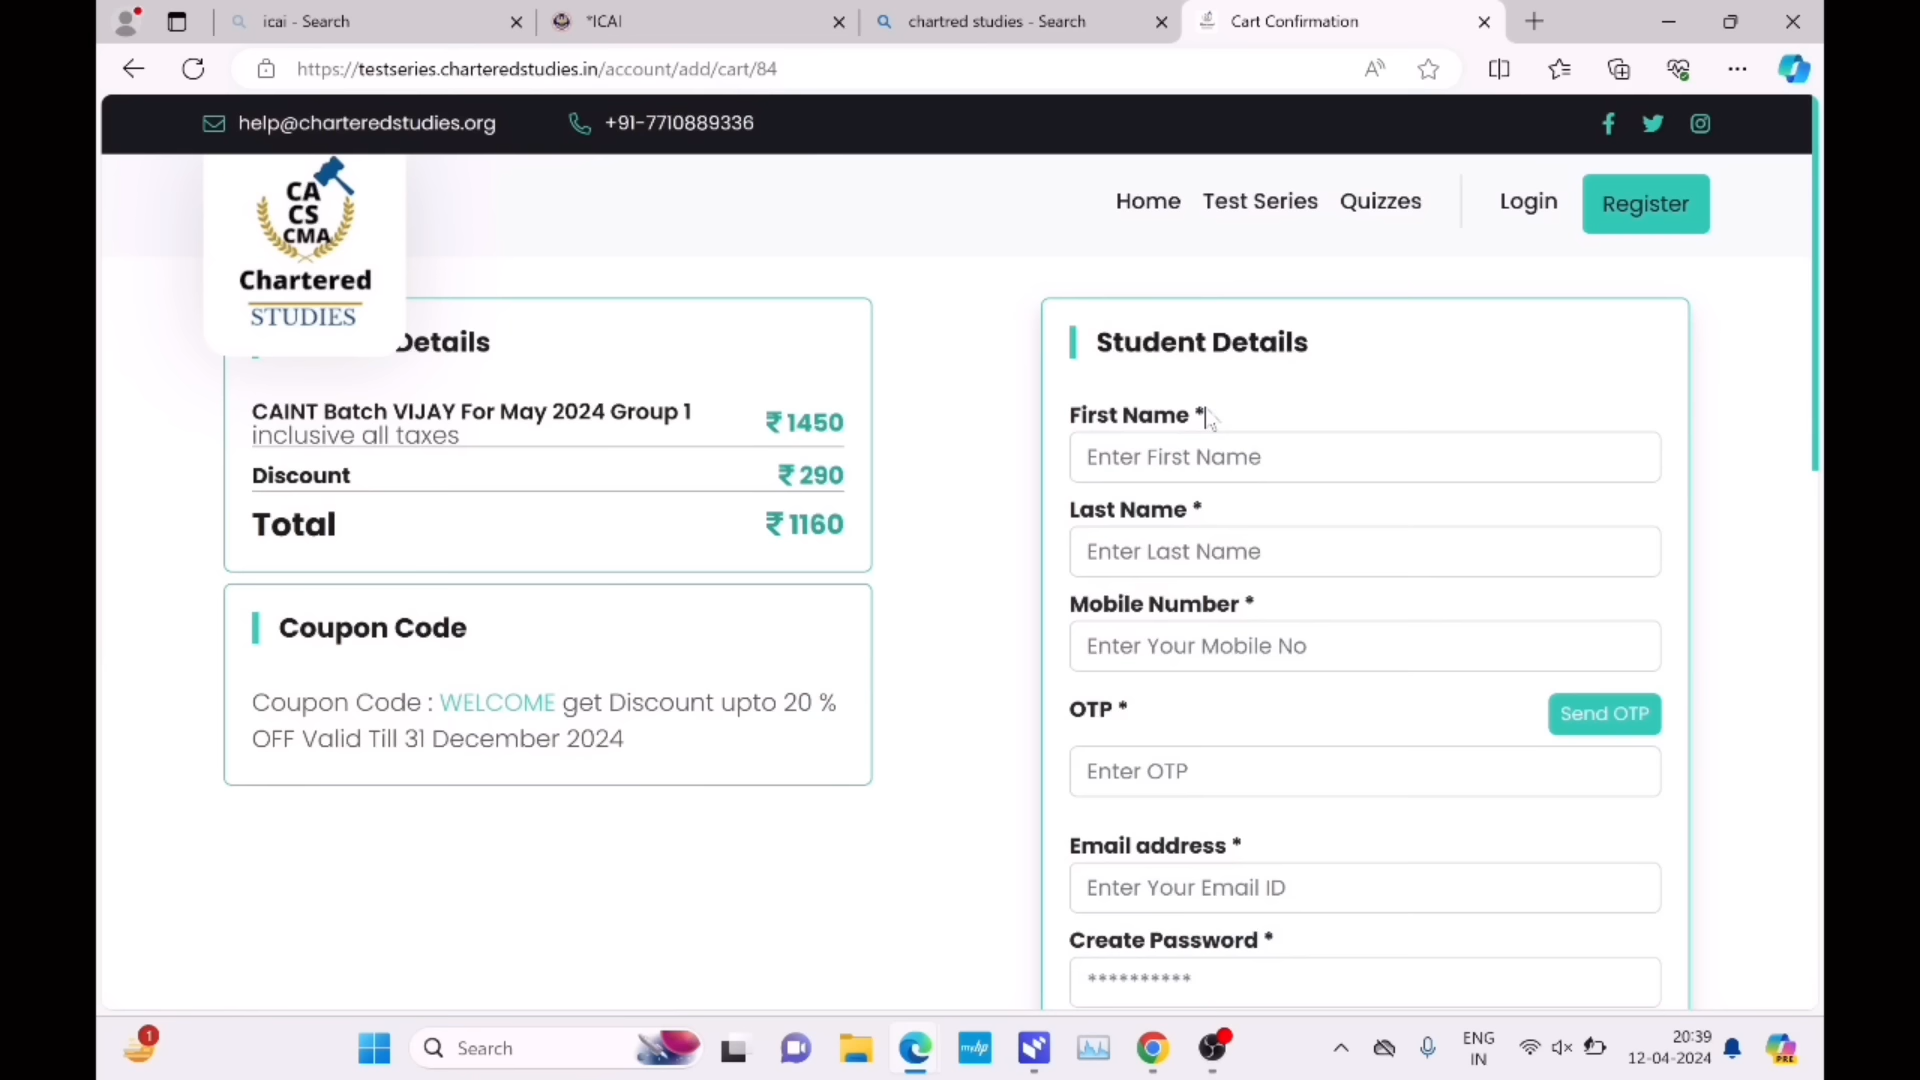 icai - Search
*ICAI
chartred studies - Search
Cart Confirmation
https://testseries.charteredstudies.in/account/add/cart/84
help@charteredstudies.org
+91-7710889336
CA
CS
CMA
Chartered
STUDIES
Home
Test Series
Quizzes
Login
Register
Details
CAINT Batch VIJAY For May 2024 Group 1
inclusive all taxes
₹ 1450
Discount
₹ 290
Total
₹ 1160
Coupon Code
Coupon Code : WELCOME get Discount upto 20 %
OFF Valid Till 31 December 2024
Student Details
First Name *
Enter First Name
Last Name *
Enter Last Name
Mobile Number *
Enter Your Mobile No
OTP *
Send OTP
Enter OTP
Email address *
Enter Your Email ID
Create Password *
**********
1
Search
myhp
ENG
IN
20:39
12-04-2024
PRE